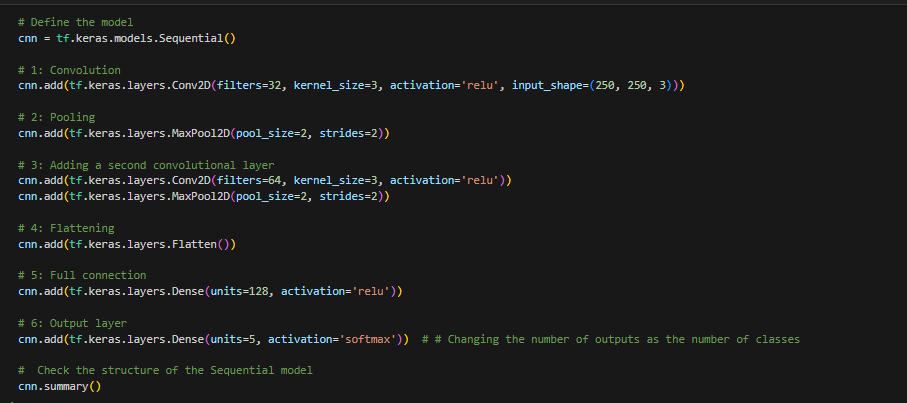 # Define the model
cnn = tf.keras.models.Sequential()
# 1: Convolution
cnn.add(tf.keras.layers.Conv2D(filters=32, kernel_size=3, activation='relu', input_shape=(250, 250, 3)))
# 2: Pooling
cnn.add(tf.keras.layers.MaxPool2D(pool_size=2, strides=2))
# 3: Adding a second convolutional layer
cnn.add(tf.keras.layers.Conv2D(filters=64, kernel_size=3, activation='relu'))
cnn.add(tf.keras.layers.MaxPool2D(pool_size=2, strides=2))
# 4: Flattening
cnn.add(tf.keras.layers.Flatten())
# 5: Full connection
cnn.add(tf.keras.layers.Dense(units=128, activation='relu'))
# 6: Output layer
cnn.add(tf.keras.layers.Dense(units=5, activation='softmax'))  # # Changing the number of outputs as the number of classes
#  Check the structure of the Sequential model
cnn.summary()